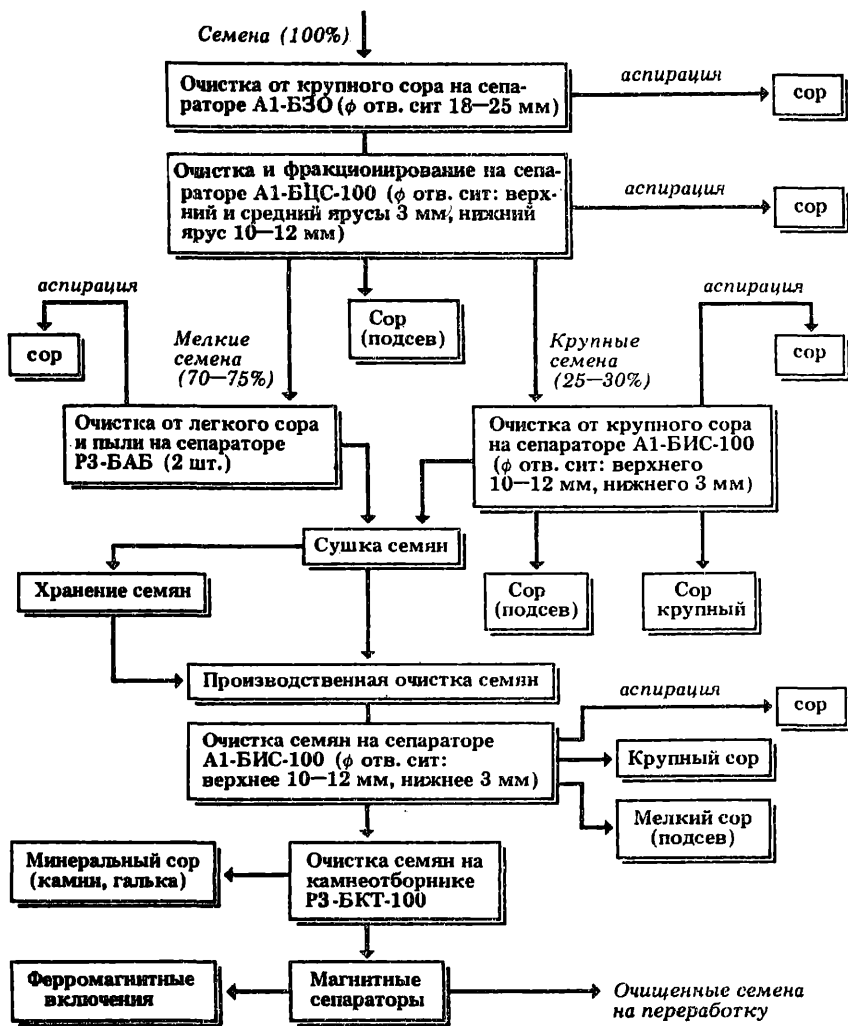 Семена (100%)
Очистка от крупного сора на сепа-
раторе А1-БЗО (ϕ отв. сит 18—25 мм)
аспирация
сор
Очистка и фракционирование на сепа-
раторе А1-БЦС-100 (ϕ отв. сит: верх-
ний и средний ярусы 3 мм, нижний
ярус 10—12 мм)
аспирация
сор
аспирация
сор
Мелкие
семена
(70—75%)
Сор
(подсев)
Крупные
семена
(25—30%)
аспирация
сор
Очистка от легкого сора
и пыли на сепараторе
РЗ-БАБ (2 шт.)
Очистка от крупного сора
на сепараторе А1-БИС-100
(ϕ отв. сит: верхнего
10—12 мм, нижнего 3 мм)
Сушка семян
Хранение семян
Сор
(подсев)
Сор
крупный
Производственная очистка семян
Очистка семян на сепараторе
А1-БИС-100 (ϕ отв. сит:
верхнее 10—12 мм, нижнее 3 мм)
аспирация
сор
Крупный сор
Мелкий сор
(подсев)
Минеральный сор
(камни, галька)
Очистка семян на
камнеотборнике
РЗ-БКТ-100
Ферромагнитные
включения
Магнитные
сепараторы
Очищенные семена
на переработку